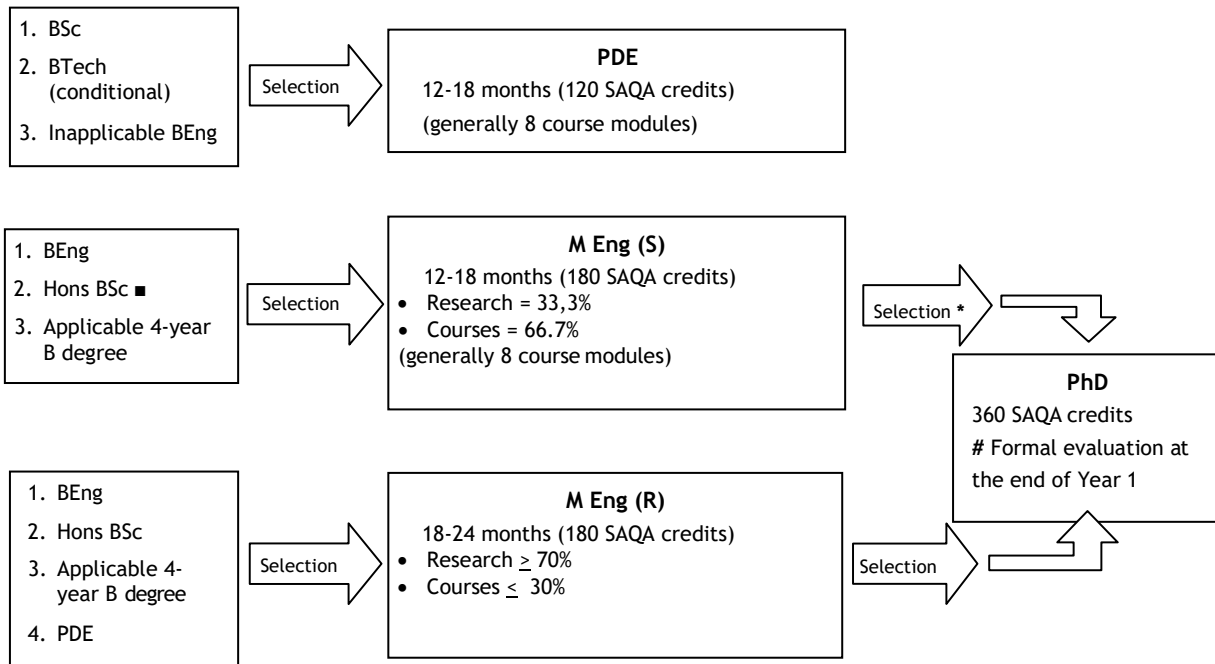 1. BSc
2. BTech
(conditional)
3. Inapplicable BEng
Selection
PDE
12-18 months (120 SAQA credits)
(generally 8 course modules)
1. BEng
2. Hons BSc ■
3. Applicable 4-year
B degree
Selection
M Eng (S)
12-18 months (180 SAQA credits)
• Research = 33,3%
• Courses = 66.7%
(generally 8 course modules)
Selection *
PhD
360 SAQA credits
# Formal evaluation at
the end of Year 1
1. BEng
2. Hons BSc
3. Applicable 4-
year B degree
4. PDE
Selection
M Eng (R)
18-24 months (180 SAQA credits)
• Research ≥ 70%
• Courses ≤ 30%
Selection